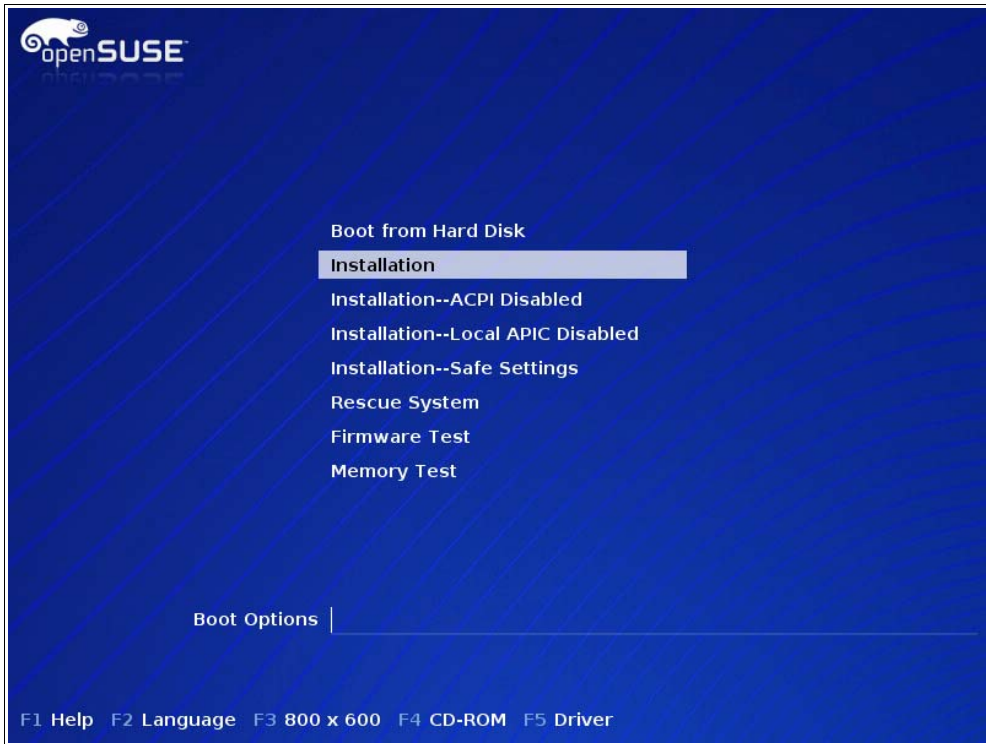 openSUSE
Boot from Hard Disk
Installation
Installation--ACPI Disabled
Installation--Local APIC Disabled
Installation--Safe Settings
Rescue System
Firmware Test
Memory Test
Boot Options
F1 Help F2 Language F3 800 x 600 F4 CD-ROM F5 Driver